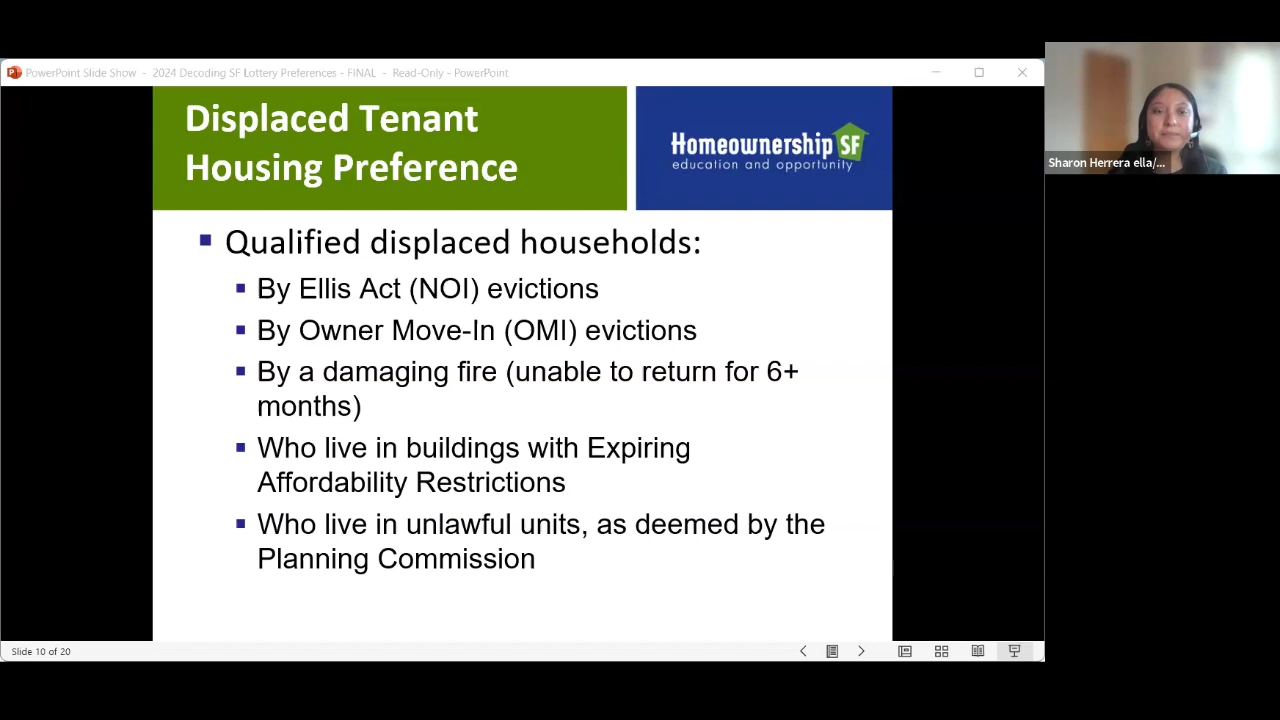 PowerPoint Slide Show - 2024 Decoding SF Lottery Preferences - FINAL - Read-Only - PowerPoint
Displaced Tenant
Housing Preference
Homeownership SF
education and opportunity
Sharon Herrera ella/...
Qualified displaced households:
By Ellis Act (NOI) evictions
By Owner Move-In (OMI) evictions
By a damaging fire (unable to return for 6+
months)
Who live in buildings with Expiring
Affordability Restrictions
Who live in unlawful units, as deemed by the
Planning Commission
Slide 10 of 20